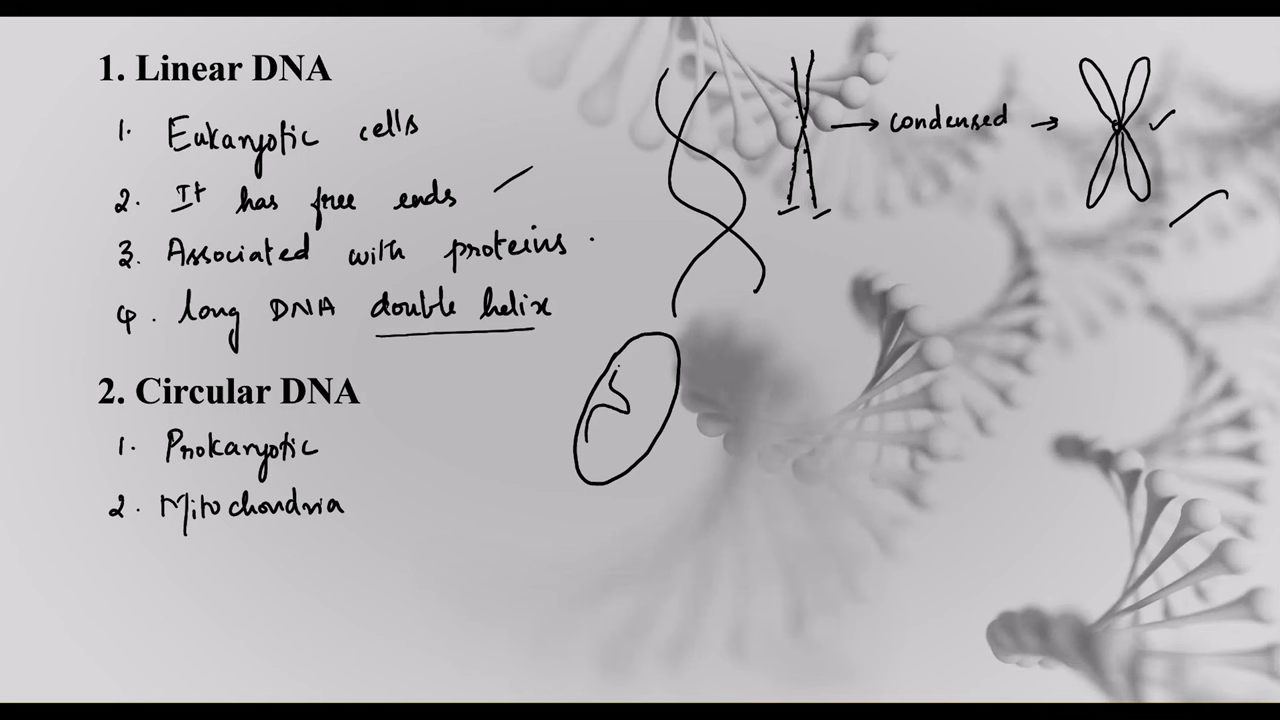 1. Linear DNA
1. Eukaryotic cells
2. It has free ends
3. Associated with proteins.
4. long DNA double helix
→ condensed →
2. Circular DNA
1. Prokaryotic
2. Mitochondria